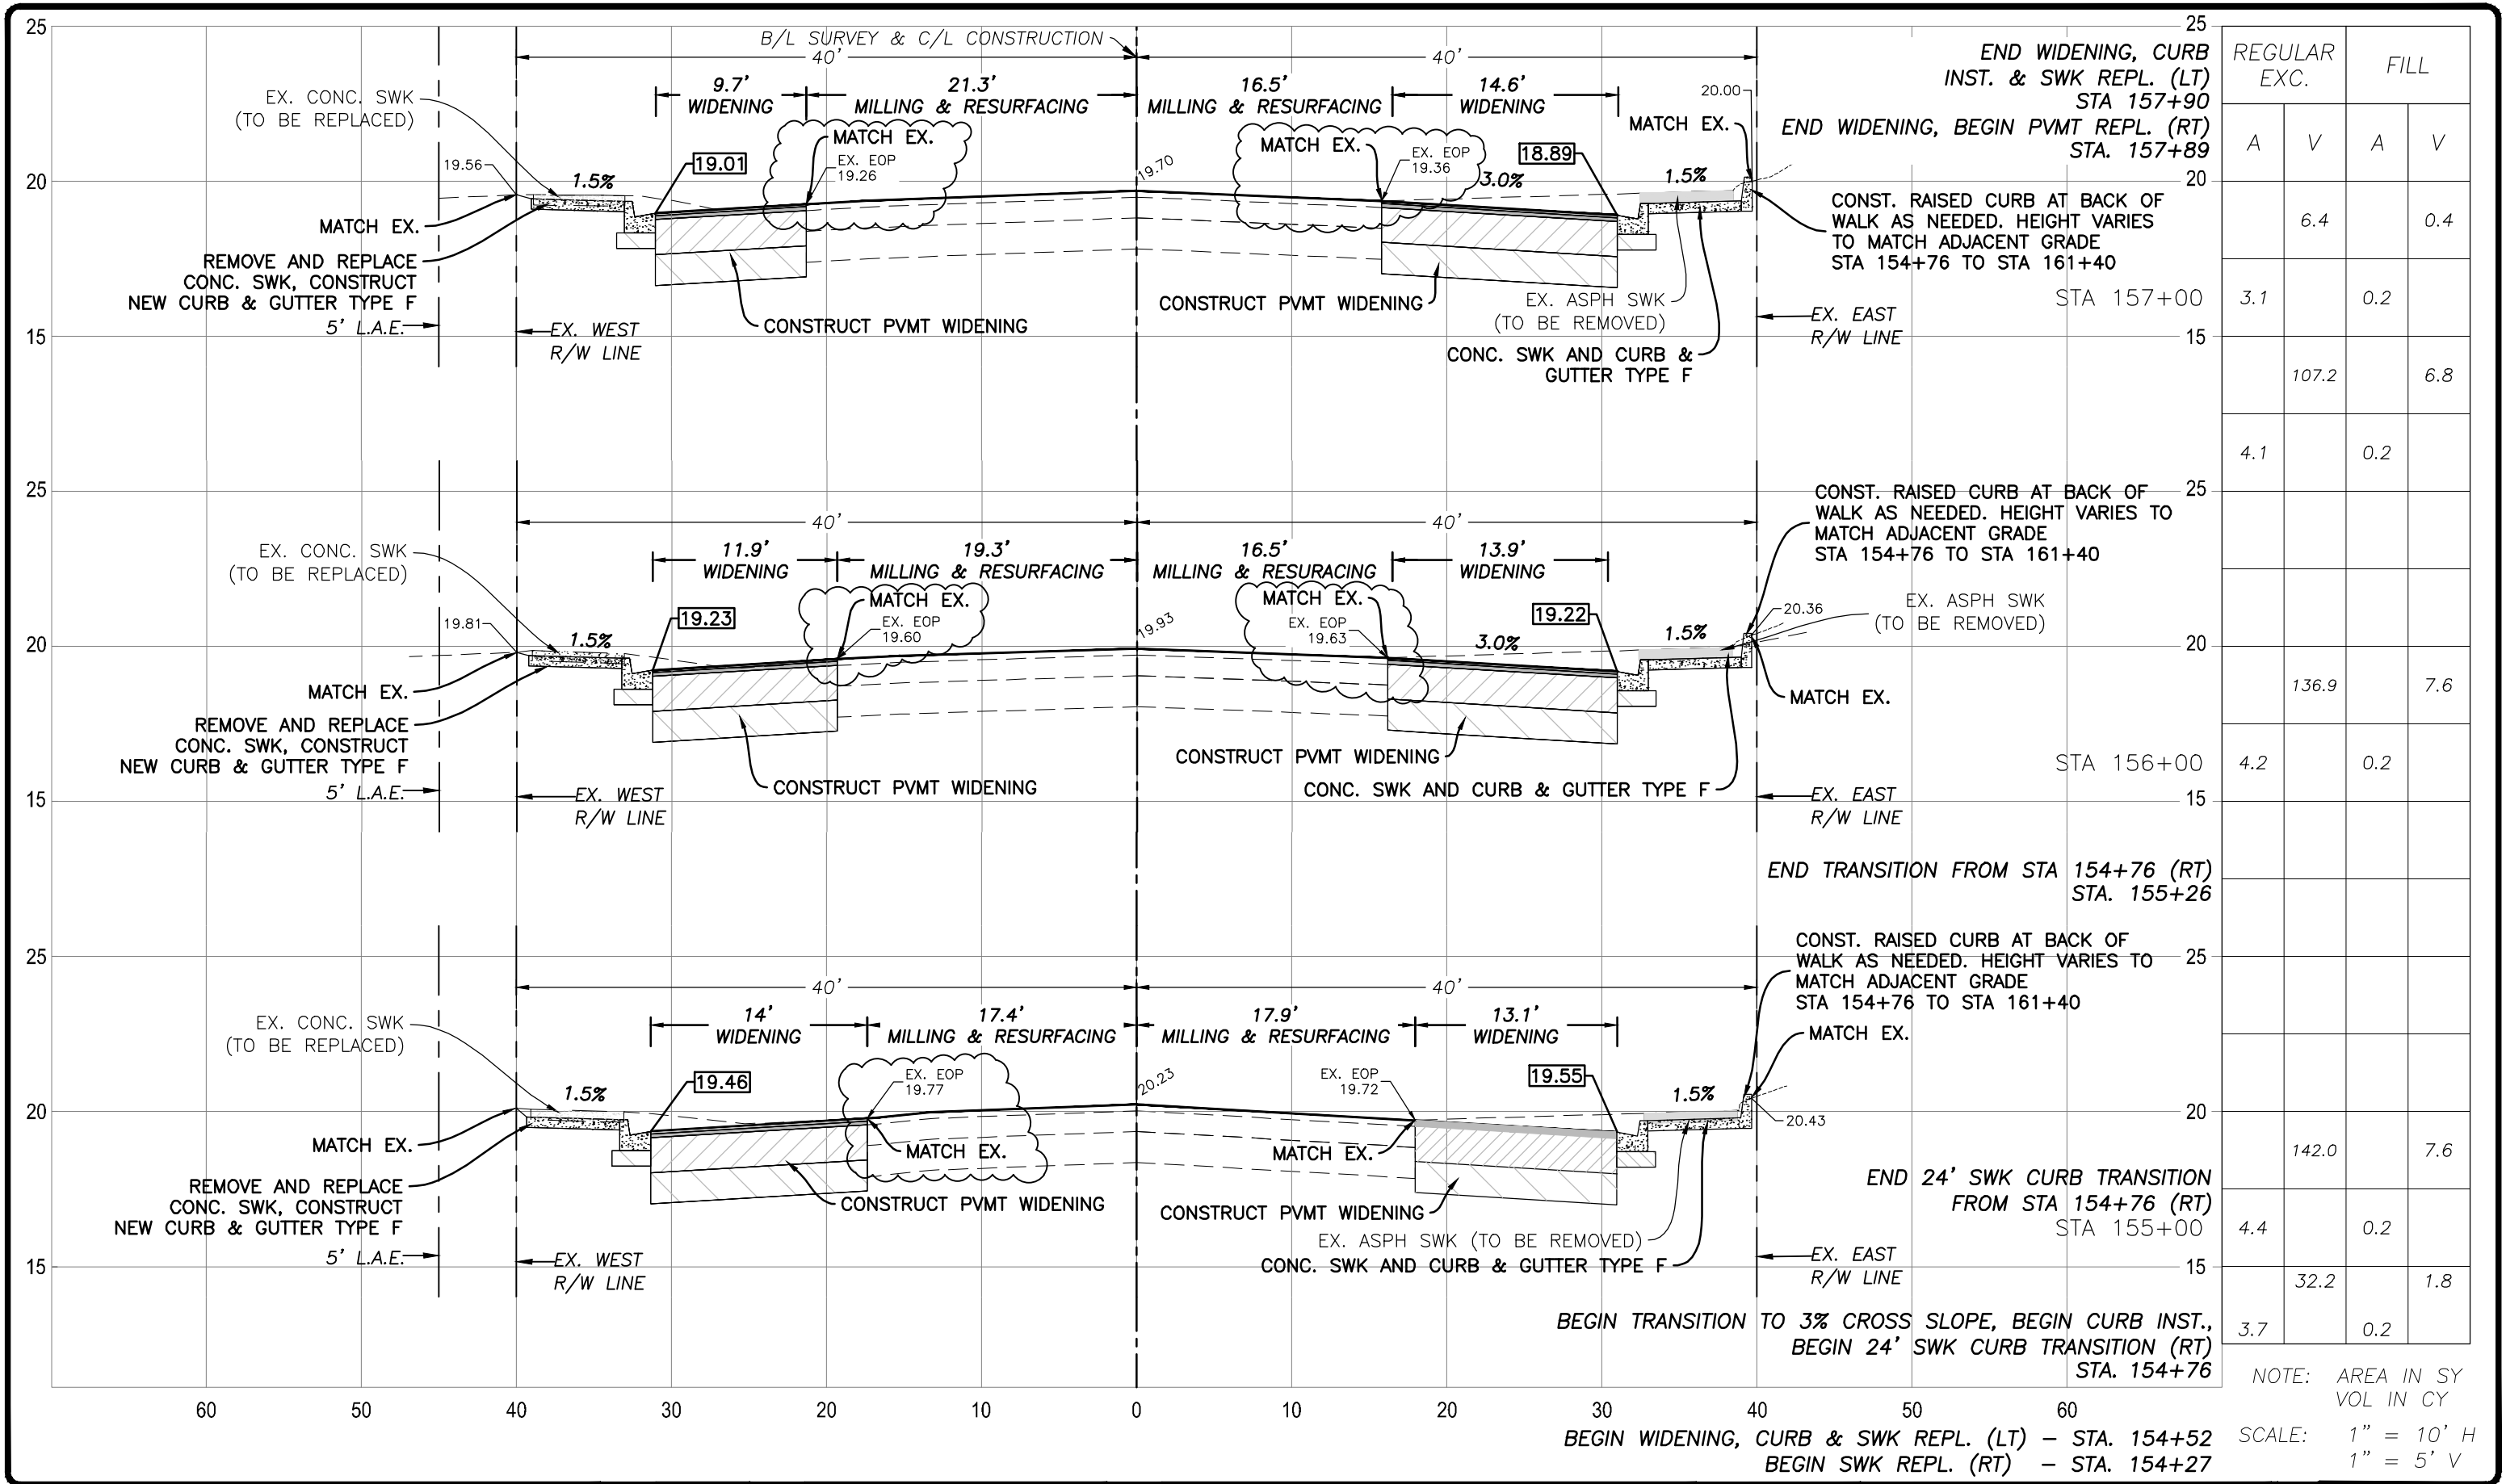 B/L SURVEY & C/L CONSTRUCTION
40'
40'
9.7'
WIDENING
21.3'
MILLING & RESURFACING
16.5'
MILLING & RESURFACING
14.6'
WIDENING
EX. CONC. SWK
(TO BE REPLACED)
19.56
1.5%
19.01
MATCH EX.
EX. EOP
19.26
19.70
MATCH EX.
EX. EOP
19.36
3.0%
18.89
1.5%
MATCH EX.
20.00
MATCH EX.
REMOVE AND REPLACE
CONC. SWK, CONSTRUCT
NEW CURB & GUTTER TYPE F
5' L.A.E.
EX. WEST
R/W LINE
CONSTRUCT PVMT WIDENING
CONSTRUCT PVMT WIDENING
EX. ASPH SWK
(TO BE REMOVED)
CONC. SWK AND CURB &
GUTTER TYPE F
EX. EAST
R/W LINE
CONST. RAISED CURB AT BACK OF
WALK AS NEEDED. HEIGHT VARIES
TO MATCH ADJACENT GRADE
STA 154+76 TO STA 161+40
END WIDENING, CURB
INST. & SWK REPL. (LT)
STA 157+90
END WIDENING, BEGIN PVMT REPL. (RT)
STA. 157+89
STA 157+00
25
20
15
25
20
15
40'
40'
11.9'
WIDENING
19.3'
MILLING & RESURFACING
16.5'
MILLING & RESURACING
13.9'
WIDENING
EX. CONC. SWK
(TO BE REPLACED)
19.81
1.5%
19.23
MATCH EX.
EX. EOP
19.60
19.93
MATCH EX.
EX. EOP
19.63
3.0%
19.22
1.5%
20.36
EX. ASPH SWK
(TO BE REMOVED)
MATCH EX.
MATCH EX.
REMOVE AND REPLACE
CONC. SWK, CONSTRUCT
NEW CURB & GUTTER TYPE F
5' L.A.E.
EX. WEST
R/W LINE
CONSTRUCT PVMT WIDENING
CONSTRUCT PVMT WIDENING
CONC. SWK AND CURB & GUTTER TYPE F
EX. EAST
R/W LINE
CONST. RAISED CURB AT BACK OF
WALK AS NEEDED. HEIGHT VARIES TO
MATCH ADJACENT GRADE
STA 154+76 TO STA 161+40
STA 156+00
25
20
15
25
20
15
END TRANSITION FROM STA 154+76 (RT)
STA. 155+26
40'
40'
14'
WIDENING
17.4'
MILLING & RESURFACING
17.9'
MILLING & RESURFACING
13.1'
WIDENING
EX. CONC. SWK
(TO BE REPLACED)
1.5%
19.46
EX. EOP
19.77
MATCH EX.
20.23
EX. EOP
19.72
MATCH EX.
19.55
1.5%
20.43
MATCH EX.
MATCH EX.
REMOVE AND REPLACE
CONC. SWK, CONSTRUCT
NEW CURB & GUTTER TYPE F
5' L.A.E.
EX. WEST
R/W LINE
CONSTRUCT PVMT WIDENING
CONSTRUCT PVMT WIDENING
EX. ASPH SWK (TO BE REMOVED)
CONC. SWK AND CURB & GUTTER TYPE F
EX. EAST
R/W LINE
CONST. RAISED CURB AT BACK OF
WALK AS NEEDED. HEIGHT VARIES TO
MATCH ADJACENT GRADE
STA 154+76 TO STA 161+40
END 24' SWK CURB TRANSITION
FROM STA 154+76 (RT)
STA 155+00
25
20
15
25
20
15
BEGIN TRANSITION TO 3% CROSS SLOPE, BEGIN CURB INST.,
BEGIN 24' SWK CURB TRANSITION (RT)
STA. 154+76
60 50 40 30 20 10 0 10 20 30 40 50 60
BEGIN WIDENING, CURB & SWK REPL. (LT) – STA. 154+52
BEGIN SWK REPL. (RT) – STA. 154+27
REGULAR
EXC.
FILL
A V A V
6.4 0.4
3.1 0.2
107.2 6.8
4.1 0.2
136.9 7.6
4.2 0.2
142.0 7.6
4.4 0.2
32.2 1.8
3.7 0.2
NOTE: AREA IN SY
VOL IN CY
SCALE: 1" = 10' H
1" = 5' V